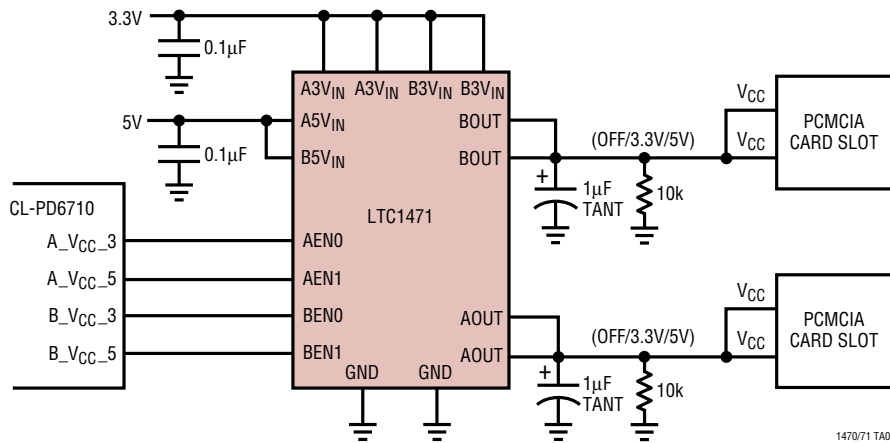 3.3V
0.1µF
A3VIN A3VIN B3VIN B3VIN
5V
A5VIN
BOUT
VCC
PCMCIA
CARD SLOT
0.1µF
B5VIN
BOUT
(OFF/3.3V/5V)
VCC
+
1µF
TANT
10k
CL-PD6710
LTC1471
A_VCC_3
AEN0
A_VCC_5
AEN1
B_VCC_3
BEN0
AOUT
VCC
PCMCIA
CARD SLOT
B_VCC_5
BEN1
AOUT
(OFF/3.3V/5V)
VCC
GND
GND
+
1µF
TANT
10k
1470/71 TA0